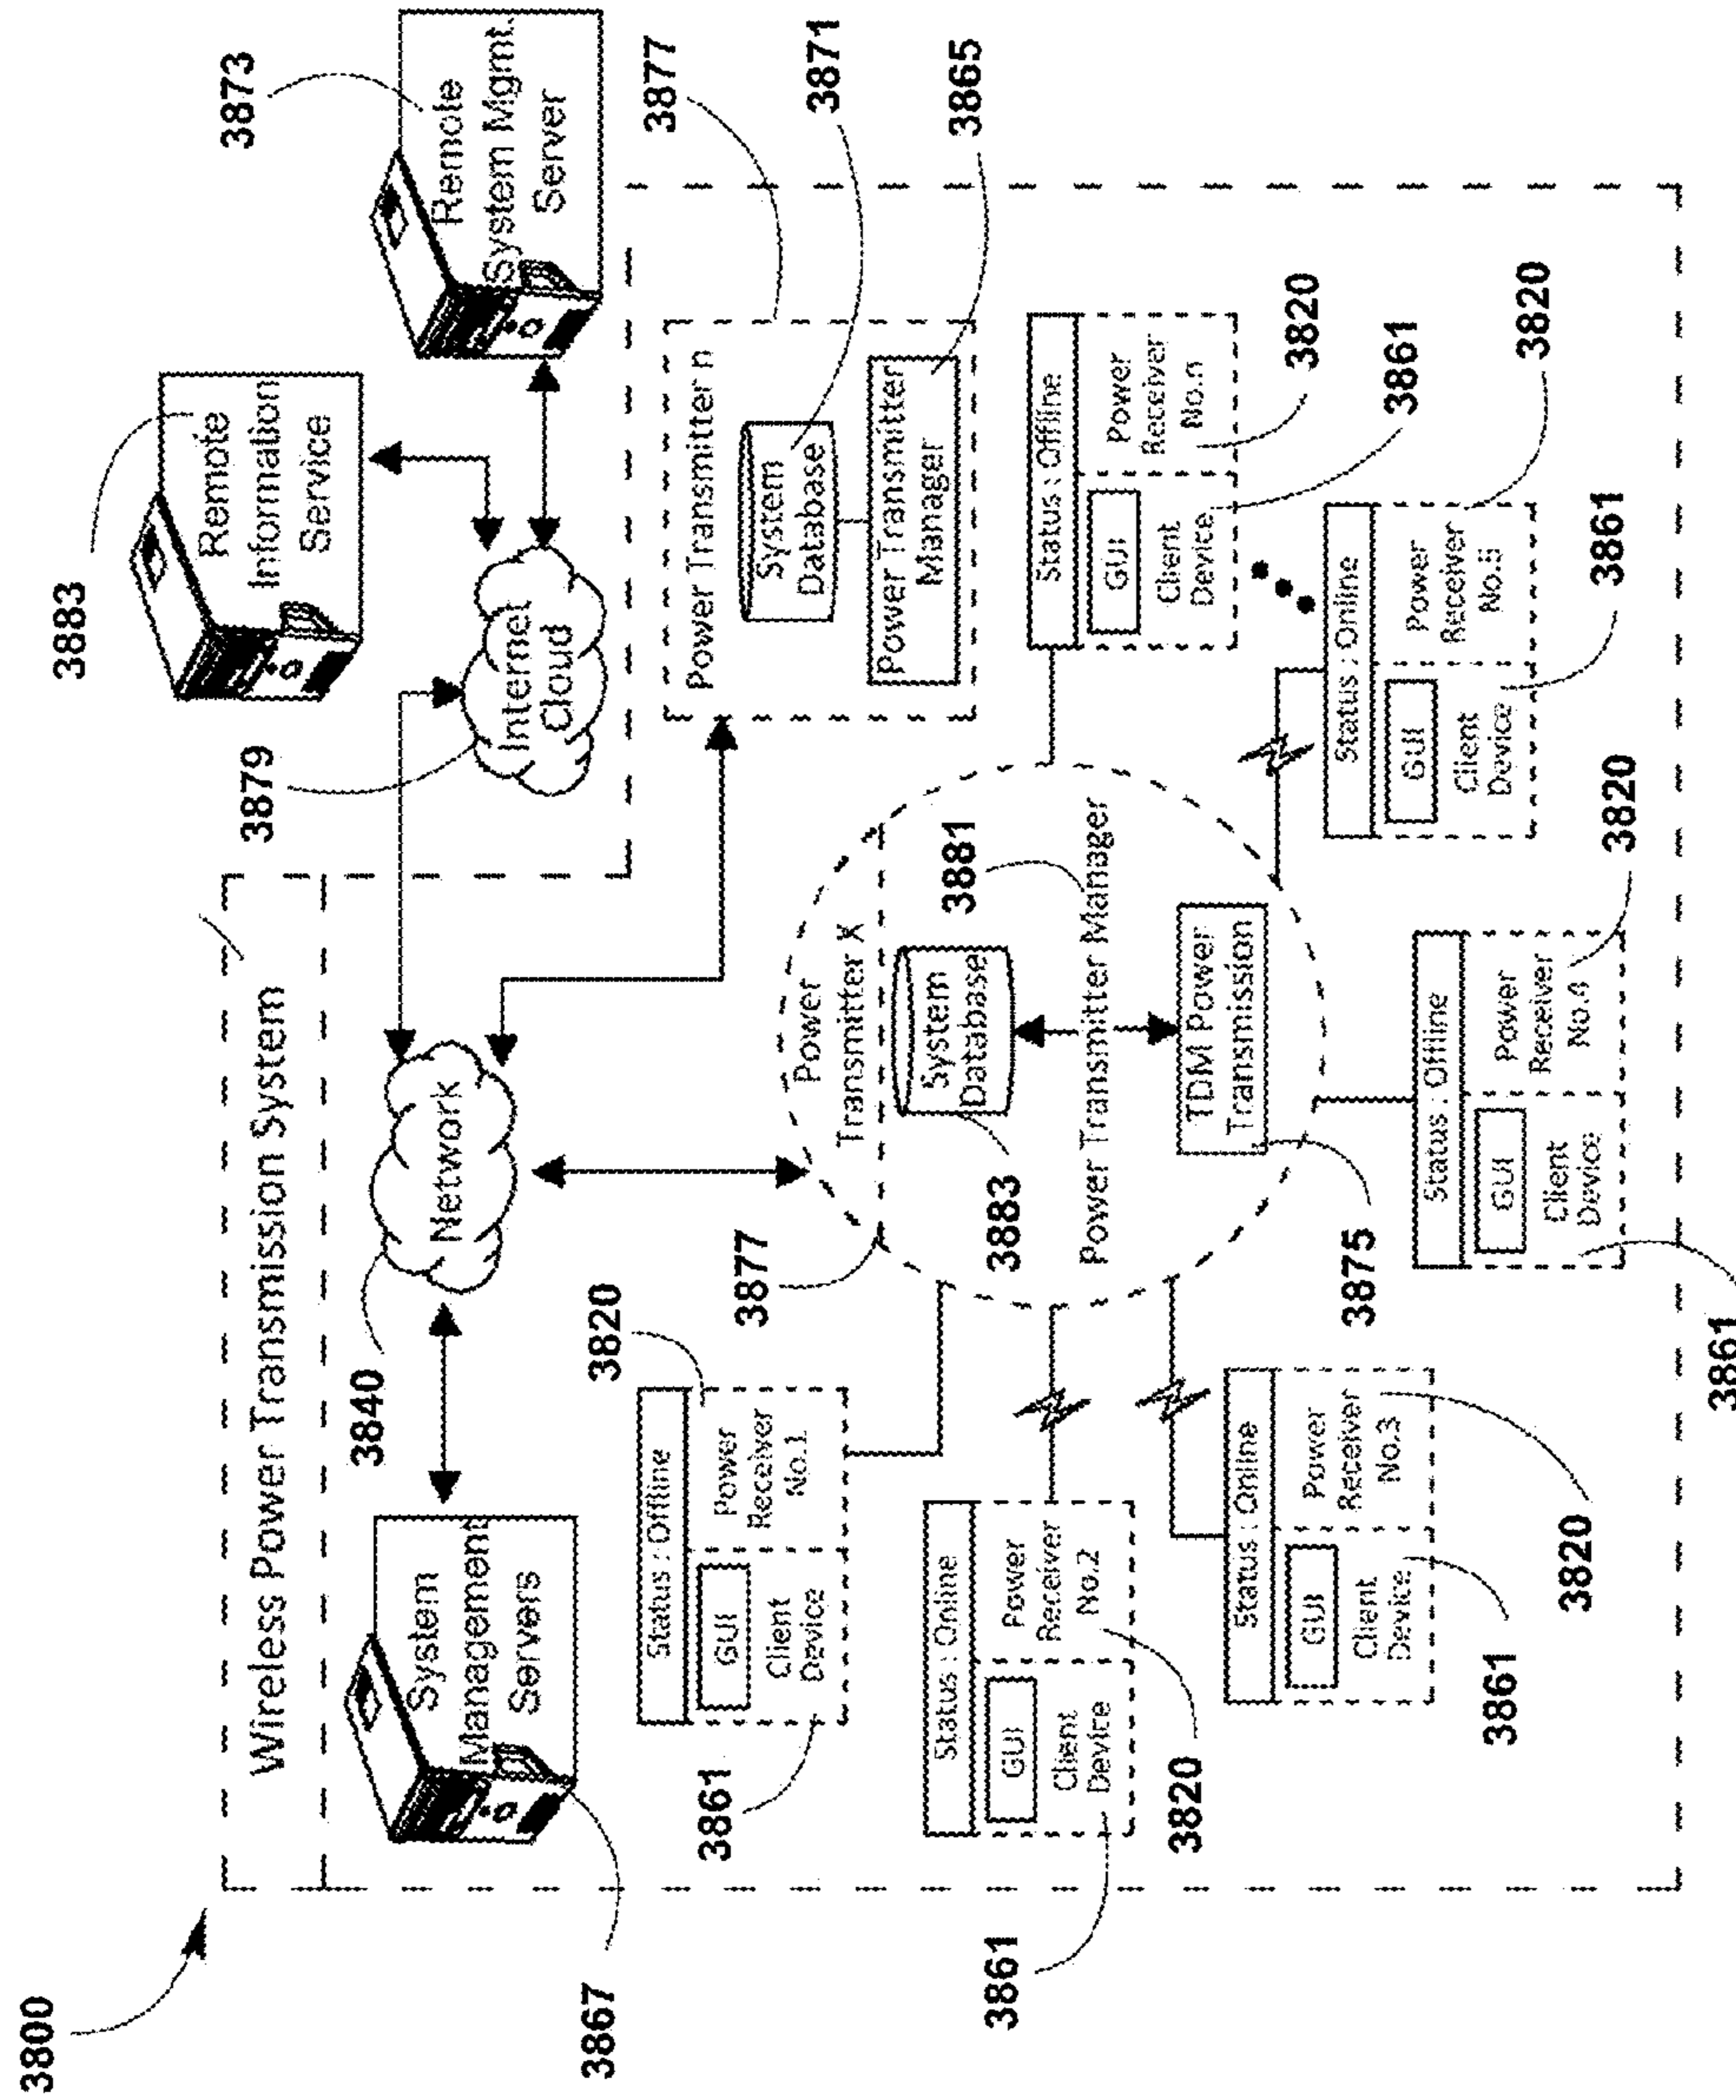 3800
Wireless Power Transmission System
3883
Remote
Information
Service
3873
Remote
System Mgmt.
Server
3867
System
Management
Servers
3840
Network
3879
Internet
Cloud
3877
Power Transmitter n
System
Database
3871
Power Transmitter
Manager
3865
3877
Power
Transmitter X
System
Database
3883
3881
Power Transmitter Manager
TDM Power
Transmission
3875
Status : Offline
GUI
Client
Device
Power
Receiver
No.1
3861
3820
Status : Online
GUI
Client
Device
Power
Receiver
No.2
3861
3820
Status : Online
GUI
Client
Device
Power
Receiver
No.3
3861
3820
Status : Offline
GUI
Client
Device
Power
Receiver
No.4
3861
3820
Status : Online
GUI
Client
Device
Power
Receiver
3861
3820
Status : Offline
GUI
Client
Device
Power
Receiver
No.n
3861
3820